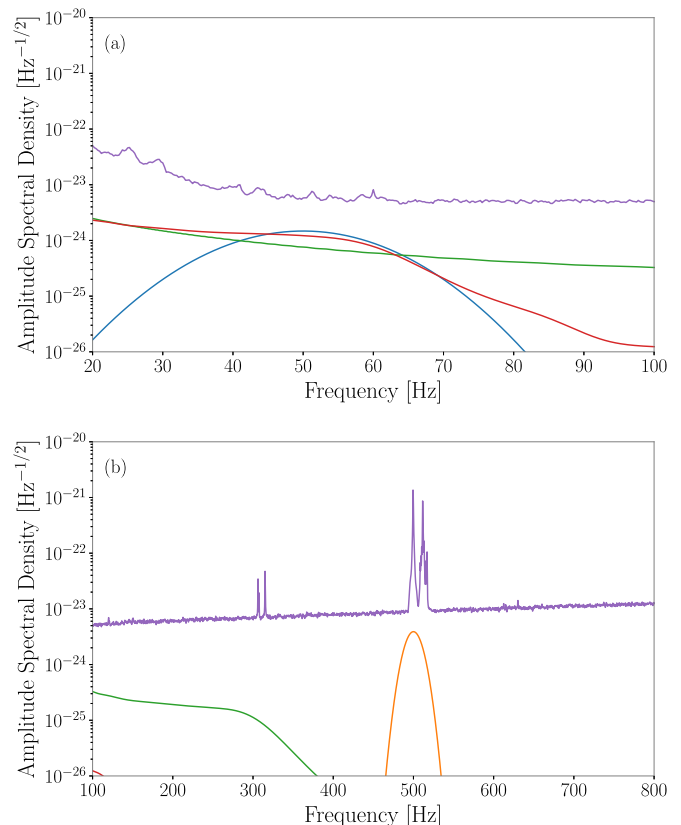 (a)
Amplitude Spectral Density [Hz^{-1/2}]
10^{-20}
10^{-21}
10^{-22}
10^{-23}
10^{-24}
10^{-25}
10^{-26}
20 30 40 50 60 70 80 90 100
Frequency [Hz]
(b)
Amplitude Spectral Density [Hz^{-1/2}]
10^{-20}
10^{-21}
10^{-22}
10^{-23}
10^{-24}
10^{-25}
10^{-26}
100 200 300 400 500 600 700 800
Frequency [Hz]